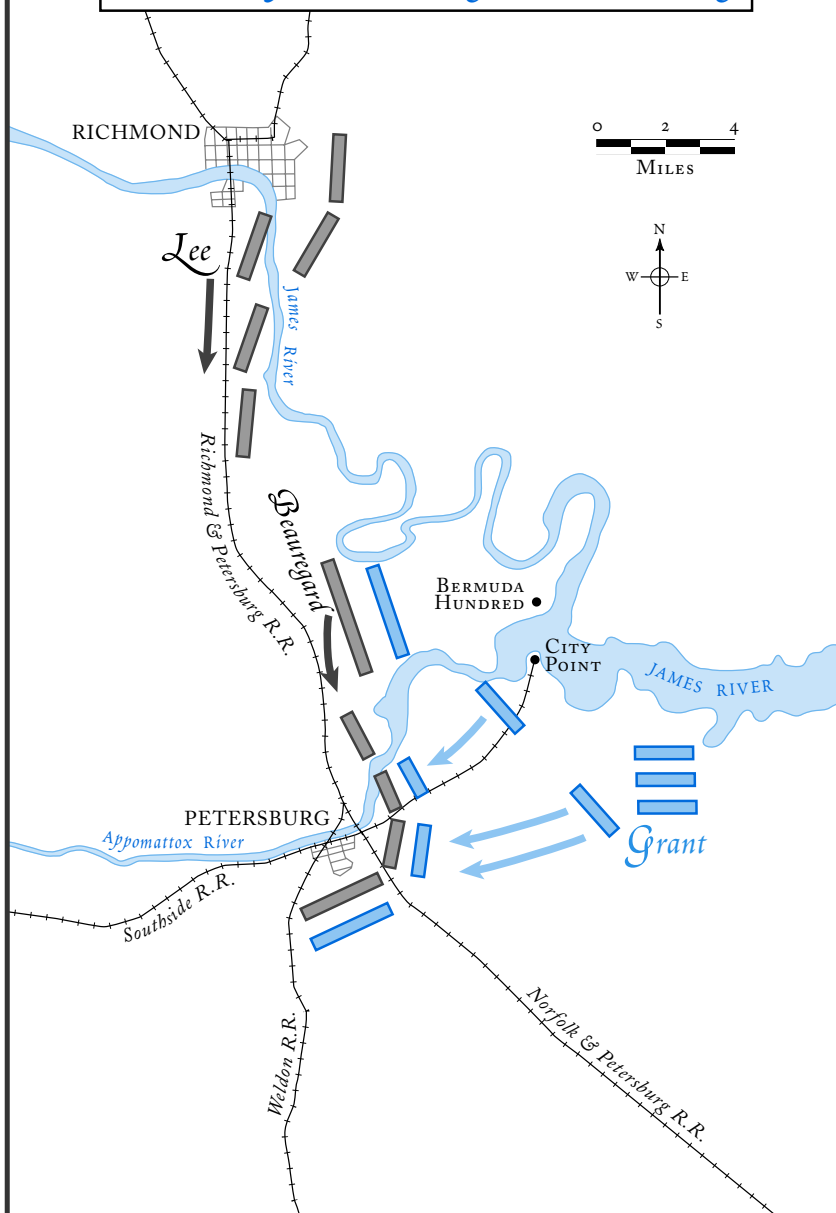 RICHMOND
0 2 4
MILES
N
W E
S
Lee
James River
Richmond & Petersburg R.R.
Beauregard
BERMUDA
HUNDRED
CITY
POINT
JAMES RIVER
PETERSBURG
Appomattox River
Grant
Southside R.R.
Norfolk & Petersburg R.R.
Weldon R.R.